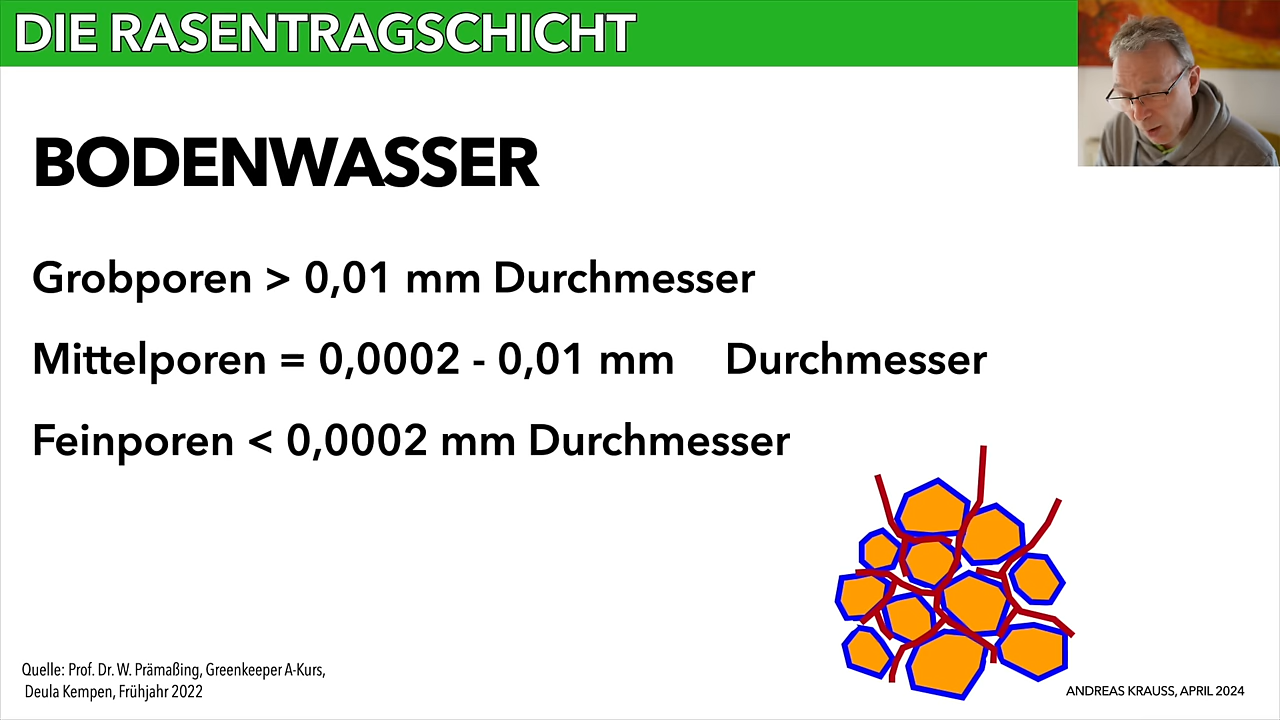 DIE RASENTRAGSCHICHT
BODENWASSER
Grobporen > 0,01 mm Durchmesser
Mittelporen = 0,0002 - 0,01 mm Durchmesser
Feinporen < 0,0002 mm Durchmesser
Quelle: Prof. Dr. W. Prämaßing, Greenkeeper A-Kurs,
Deula Kempen, Frühjahr 2022
ANDREAS KRAUSS, APRIL 2024